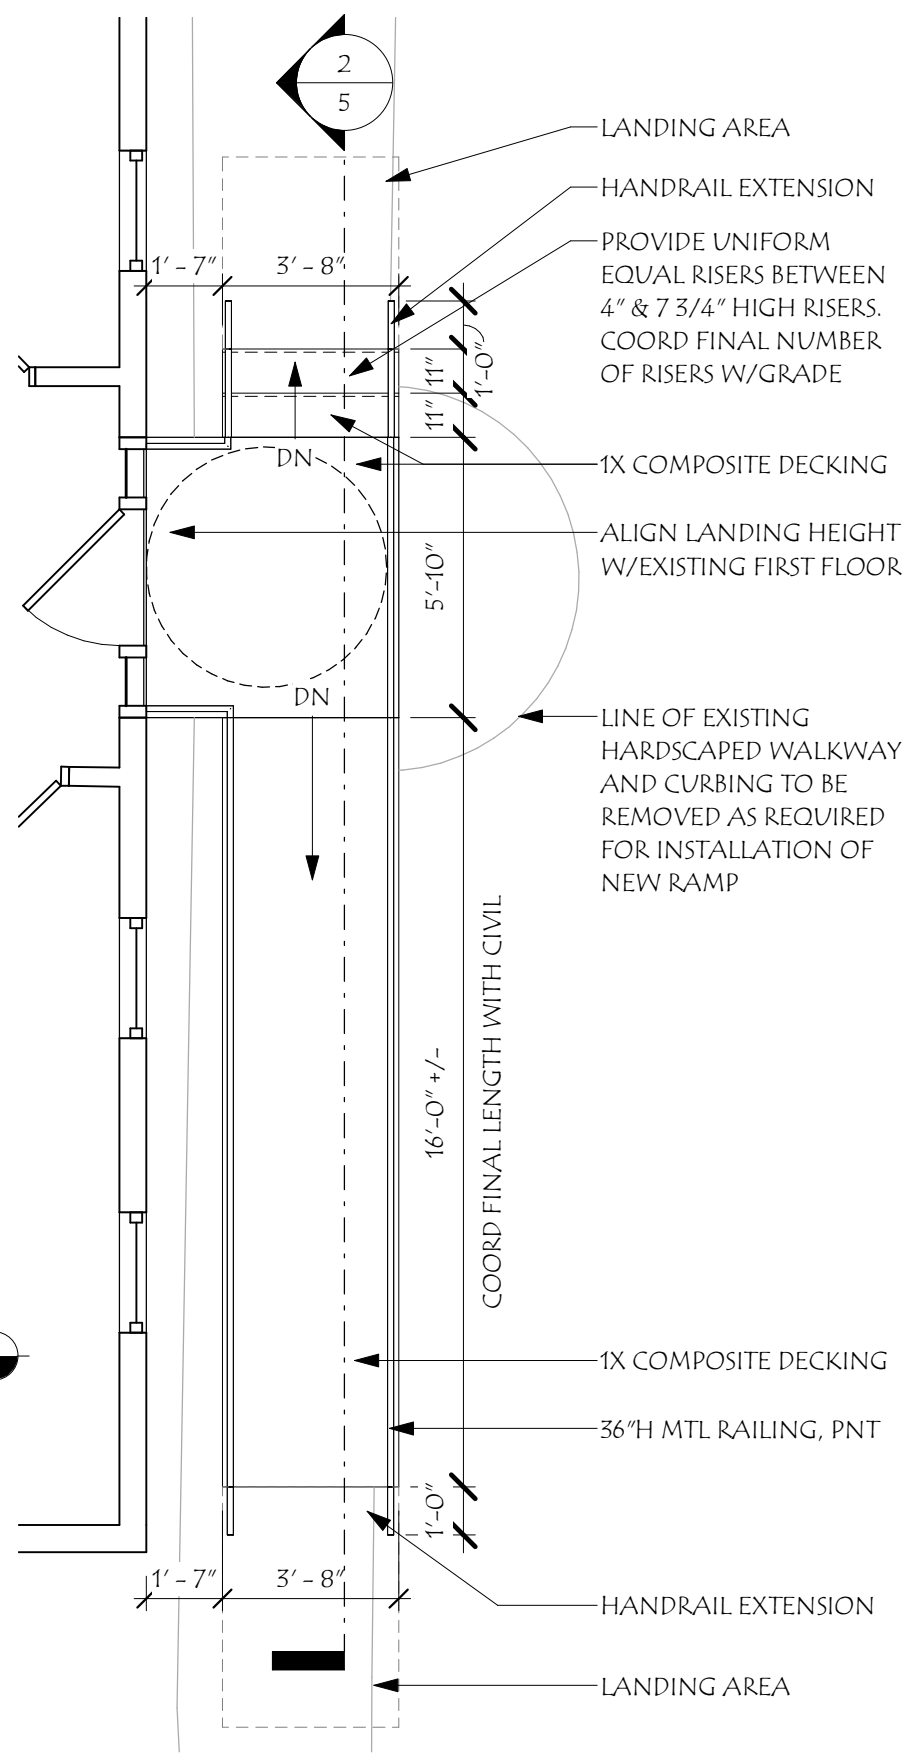 2
5
LANDING AREA
HANDRAIL EXTENSION
PROVIDE UNIFORM
EQUAL RISERS BETWEEN
4" & 7 3/4" HIGH RISERS.
COORD FINAL NUMBER
OF RISERS W/GRADE
1' - 7"
3' - 8"
11"
11"
1'-0"
DN
1X COMPOSITE DECKING
ALIGN LANDING HEIGHT
W/EXISTING FIRST FLOOR
5'-10"
DN
LINE OF EXISTING
HARDSCAPED WALKWAY
AND CURBING TO BE
REMOVED AS REQUIRED
FOR INSTALLATION OF
NEW RAMP
16'-0" +/-
COORD FINAL LENGTH WITH CIVIL
1X COMPOSITE DECKING
36"H MTL RAILING, PNT
1'-0"
1' - 7"
3' - 8"
HANDRAIL EXTENSION
LANDING AREA